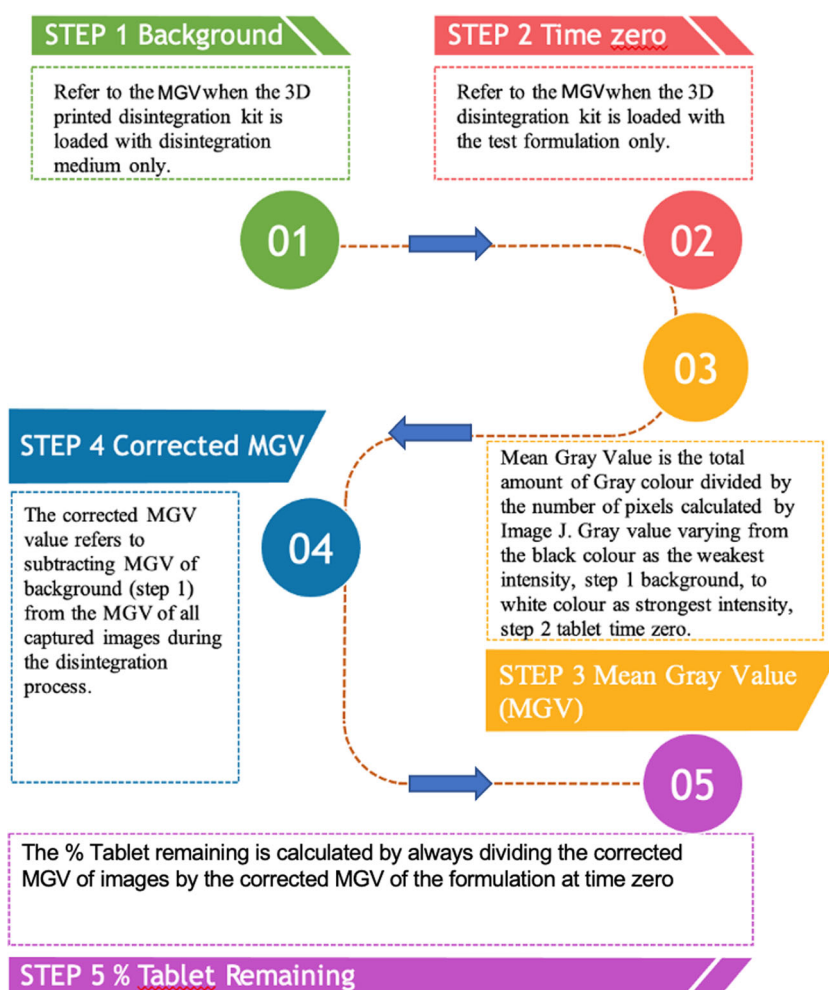 STEP 1 Background
Refer to the MGV when the 3D
printed disintegration kit is
loaded with disintegration
medium only.
01
STEP 2 Time zero
Refer to the MGV when the 3D
disintegration kit is loaded with
the test formulation only.
02
03
Mean Gray Value is the total
amount of Gray colour divided by
the number of pixels calculated by
Image J. Gray value varying from
the black colour as the weakest
intensity, step 1 background, to
white colour as strongest intensity,
step 2 tablet time zero.
STEP 3 Mean Gray Value
(MGV)
STEP 4 Corrected MGV
The corrected MGV
value refers to
subtracting MGV of
background (step 1)
from the MGV of all
captured images during
the disintegration
process.
04
05
The % Tablet remaining is calculated by always dividing the corrected
MGV of images by the corrected MGV of the formulation at time zero
STEP 5 % Tablet Remaining